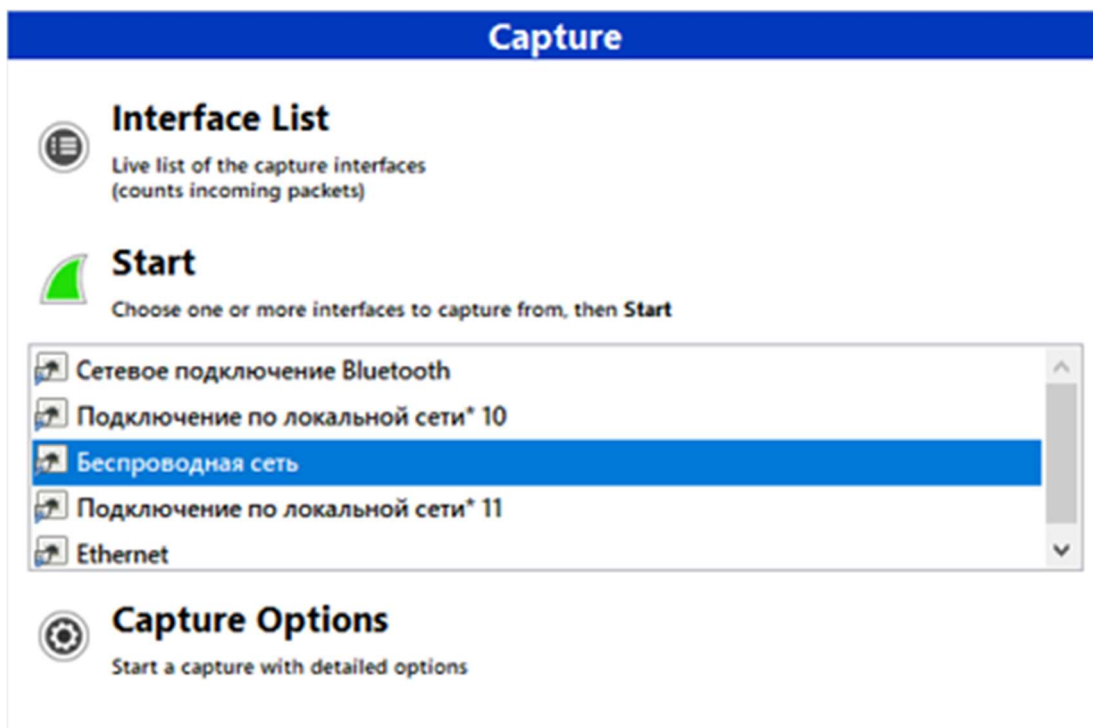 Capture
Interface List
Live list of the capture interfaces
(counts incoming packets)
Start
Choose one or more interfaces to capture from, then Start
Сетевое подключение Bluetooth
Подключение по локальной сети* 10
Беспроводная сеть
Подключение по локальной сети* 11
Ethernet
Capture Options
Start a capture with detailed options